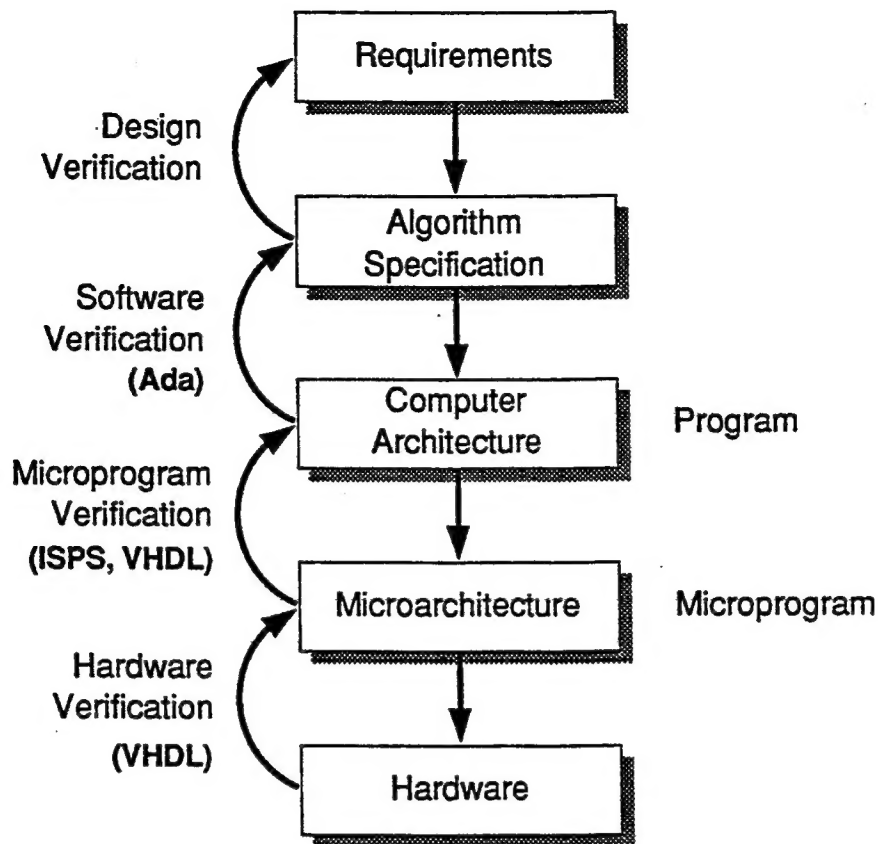 Requirements
Design
Verification
Algorithm
Specification
Software
Verification
(Ada)
Computer
Architecture
Program
Microprogram
Verification
(ISPS, VHDL)
Microarchitecture
Microprogram
Hardware
Verification
(VHDL)
Hardware